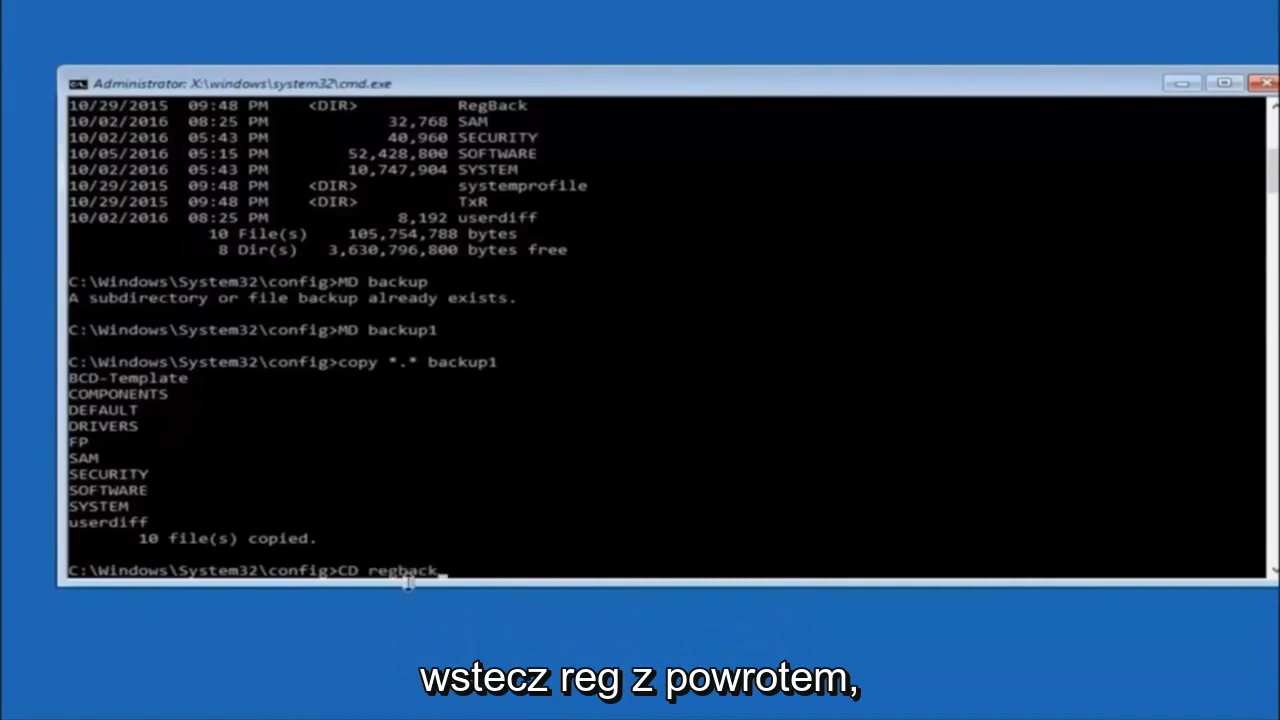 Administrator: X:\windows\system32\cmd.exe
10/29/2015 09:48 PM <DIR> RegBack
10/02/2016 08:25 PM 32,768 SAM
10/02/2016 05:43 PM 40,960 SECURITY
10/05/2016 05:15 PM 52,428,800 SOFTWARE
10/02/2016 05:43 PM 10,747,904 SYSTEM
10/29/2015 09:48 PM <DIR> systemprofile
10/29/2015 09:48 PM <DIR> TxR
10/02/2016 08:25 PM 8,192 userdiff
10 File(s) 105,754,788 bytes
8 Dir(s) 3,630,796,800 bytes free
C:\Windows\System32\config>MD backup
A subdirectory or file backup already exists.
C:\Windows\System32\config>MD backup1
C:\Windows\System32\config>copy *.* backup1
BCD-Template
COMPONENTS
DEFAULT
DRIVERS
FP
SAM
SECURITY
SOFTWARE
SYSTEM
userdiff
10 file(s) copied.
C:\Windows\System32\config>CD regback_
wstecz reg z powrotem,